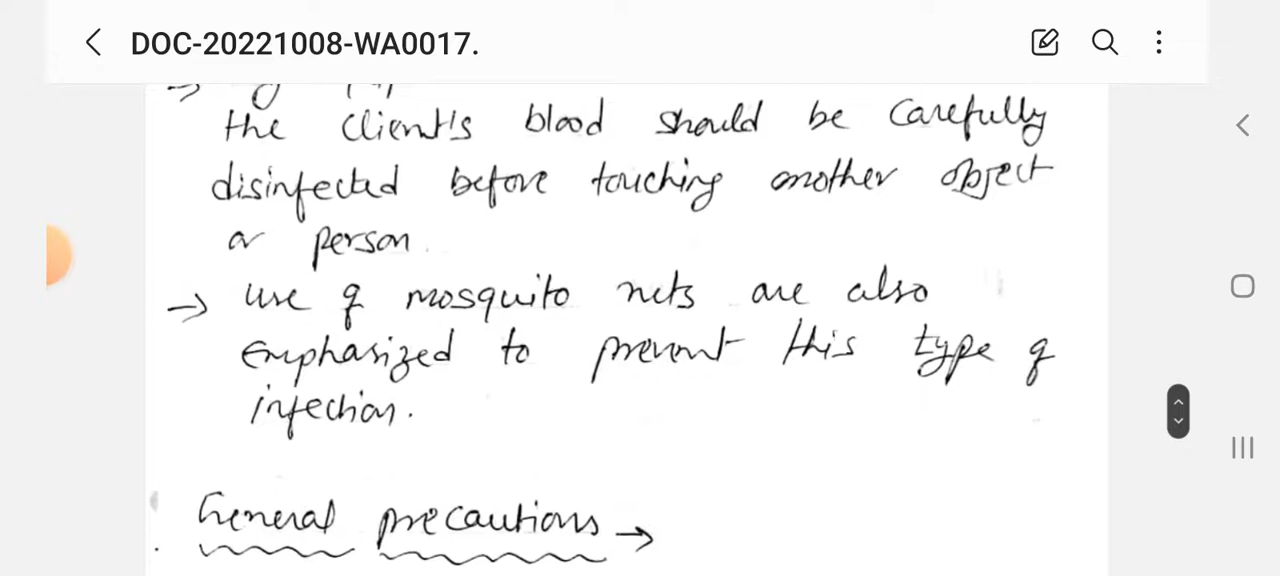 DOC-20221008-WA0017.
the client's blood should be carefully
disinfected before touching another object
or person.
→ use of mosquito nets are also
Emphasized to prevent this type of
infection.
General precautions →